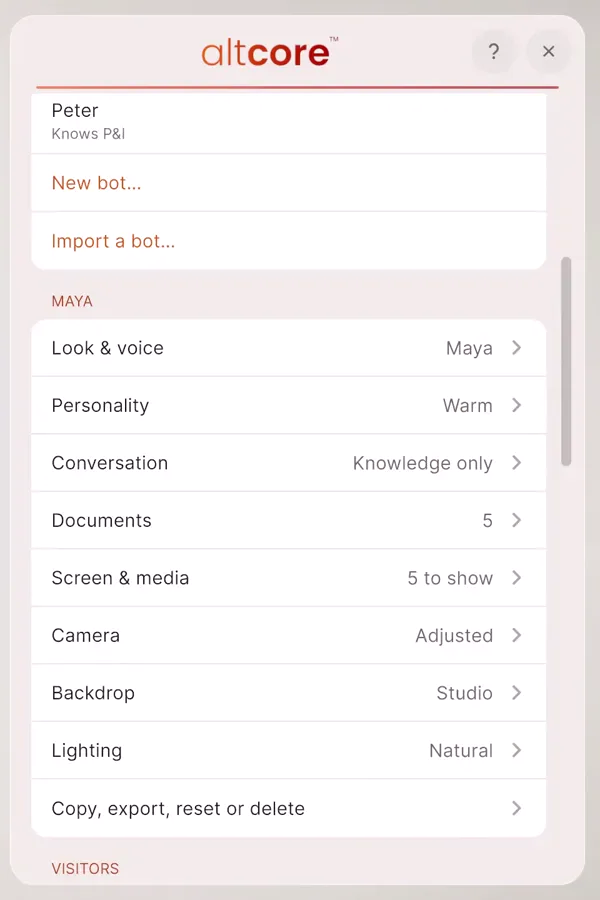 altcore™
?
×
Peter
Knows P&I
New bot...
Import a bot...
MAYA
Look & voice Maya
Personality Warm
Conversation Knowledge only
Documents 5
Screen & media 5 to show
Camera Adjusted
Backdrop Studio
Lighting Natural
Copy, export, reset or delete
VISITORS